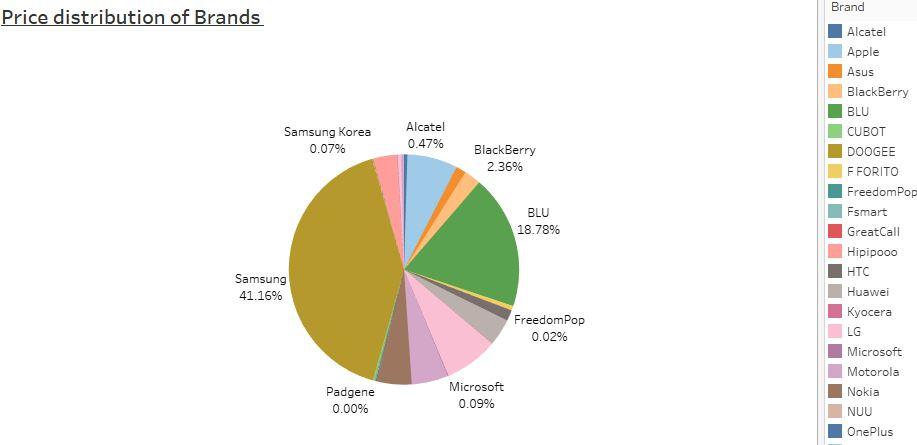 Price distribution of Brands
Samsung Korea
0.07%
Alcatel
0.47%
BlackBerry
2.36%
BLU
18.78%
Samsung
41.16%
FreedomPop
0.02%
Padgene
0.00%
Microsoft
0.09%
Brand
Alcatel
Apple
Asus
BlackBerry
BLU
CUBOT
DOOGEE
F FORITO
FreedomPop
Fsmart
GreatCall
Hipipooo
HTC
Huawei
Kyocera
LG
Microsoft
Motorola
Nokia
NUU
OnePlus